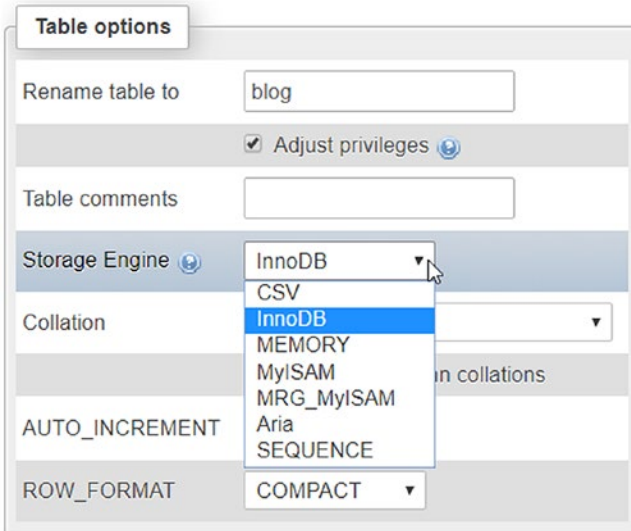 Table options
Rename table to blog
Adjust privileges
Table comments
Storage Engine InnoDB
CSV
InnoDB
Collation
MEMORY
MyISAM
collations
MRG_MyISAM
AUTO_INCREMENT
Aria
SEQUENCE
ROW_FORMAT COMPACT